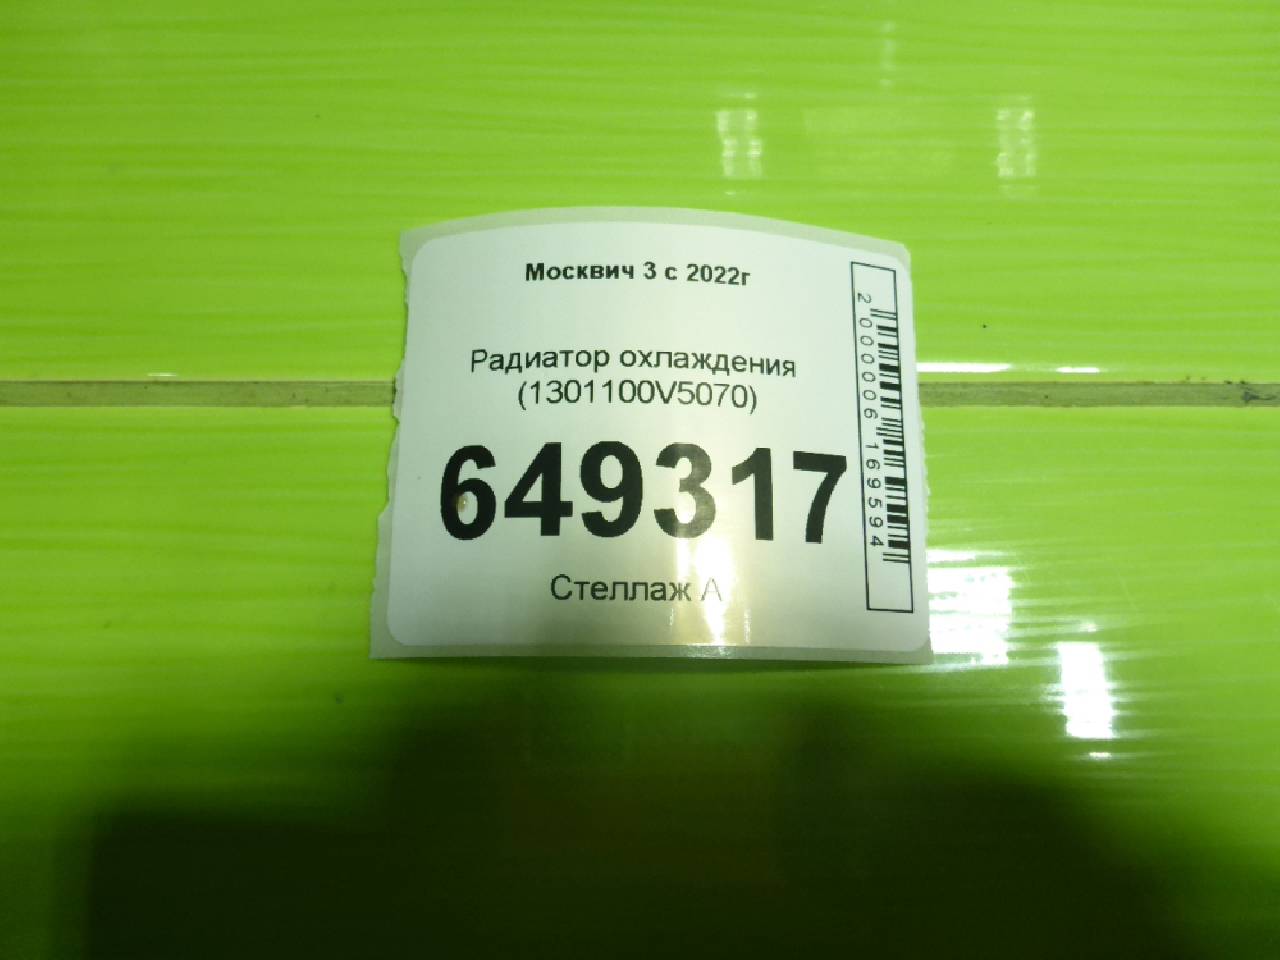 Москвич 3 с 2022г
Радиатор охлаждения
(1301100V5070)
649317
Стеллаж А
2000006169594